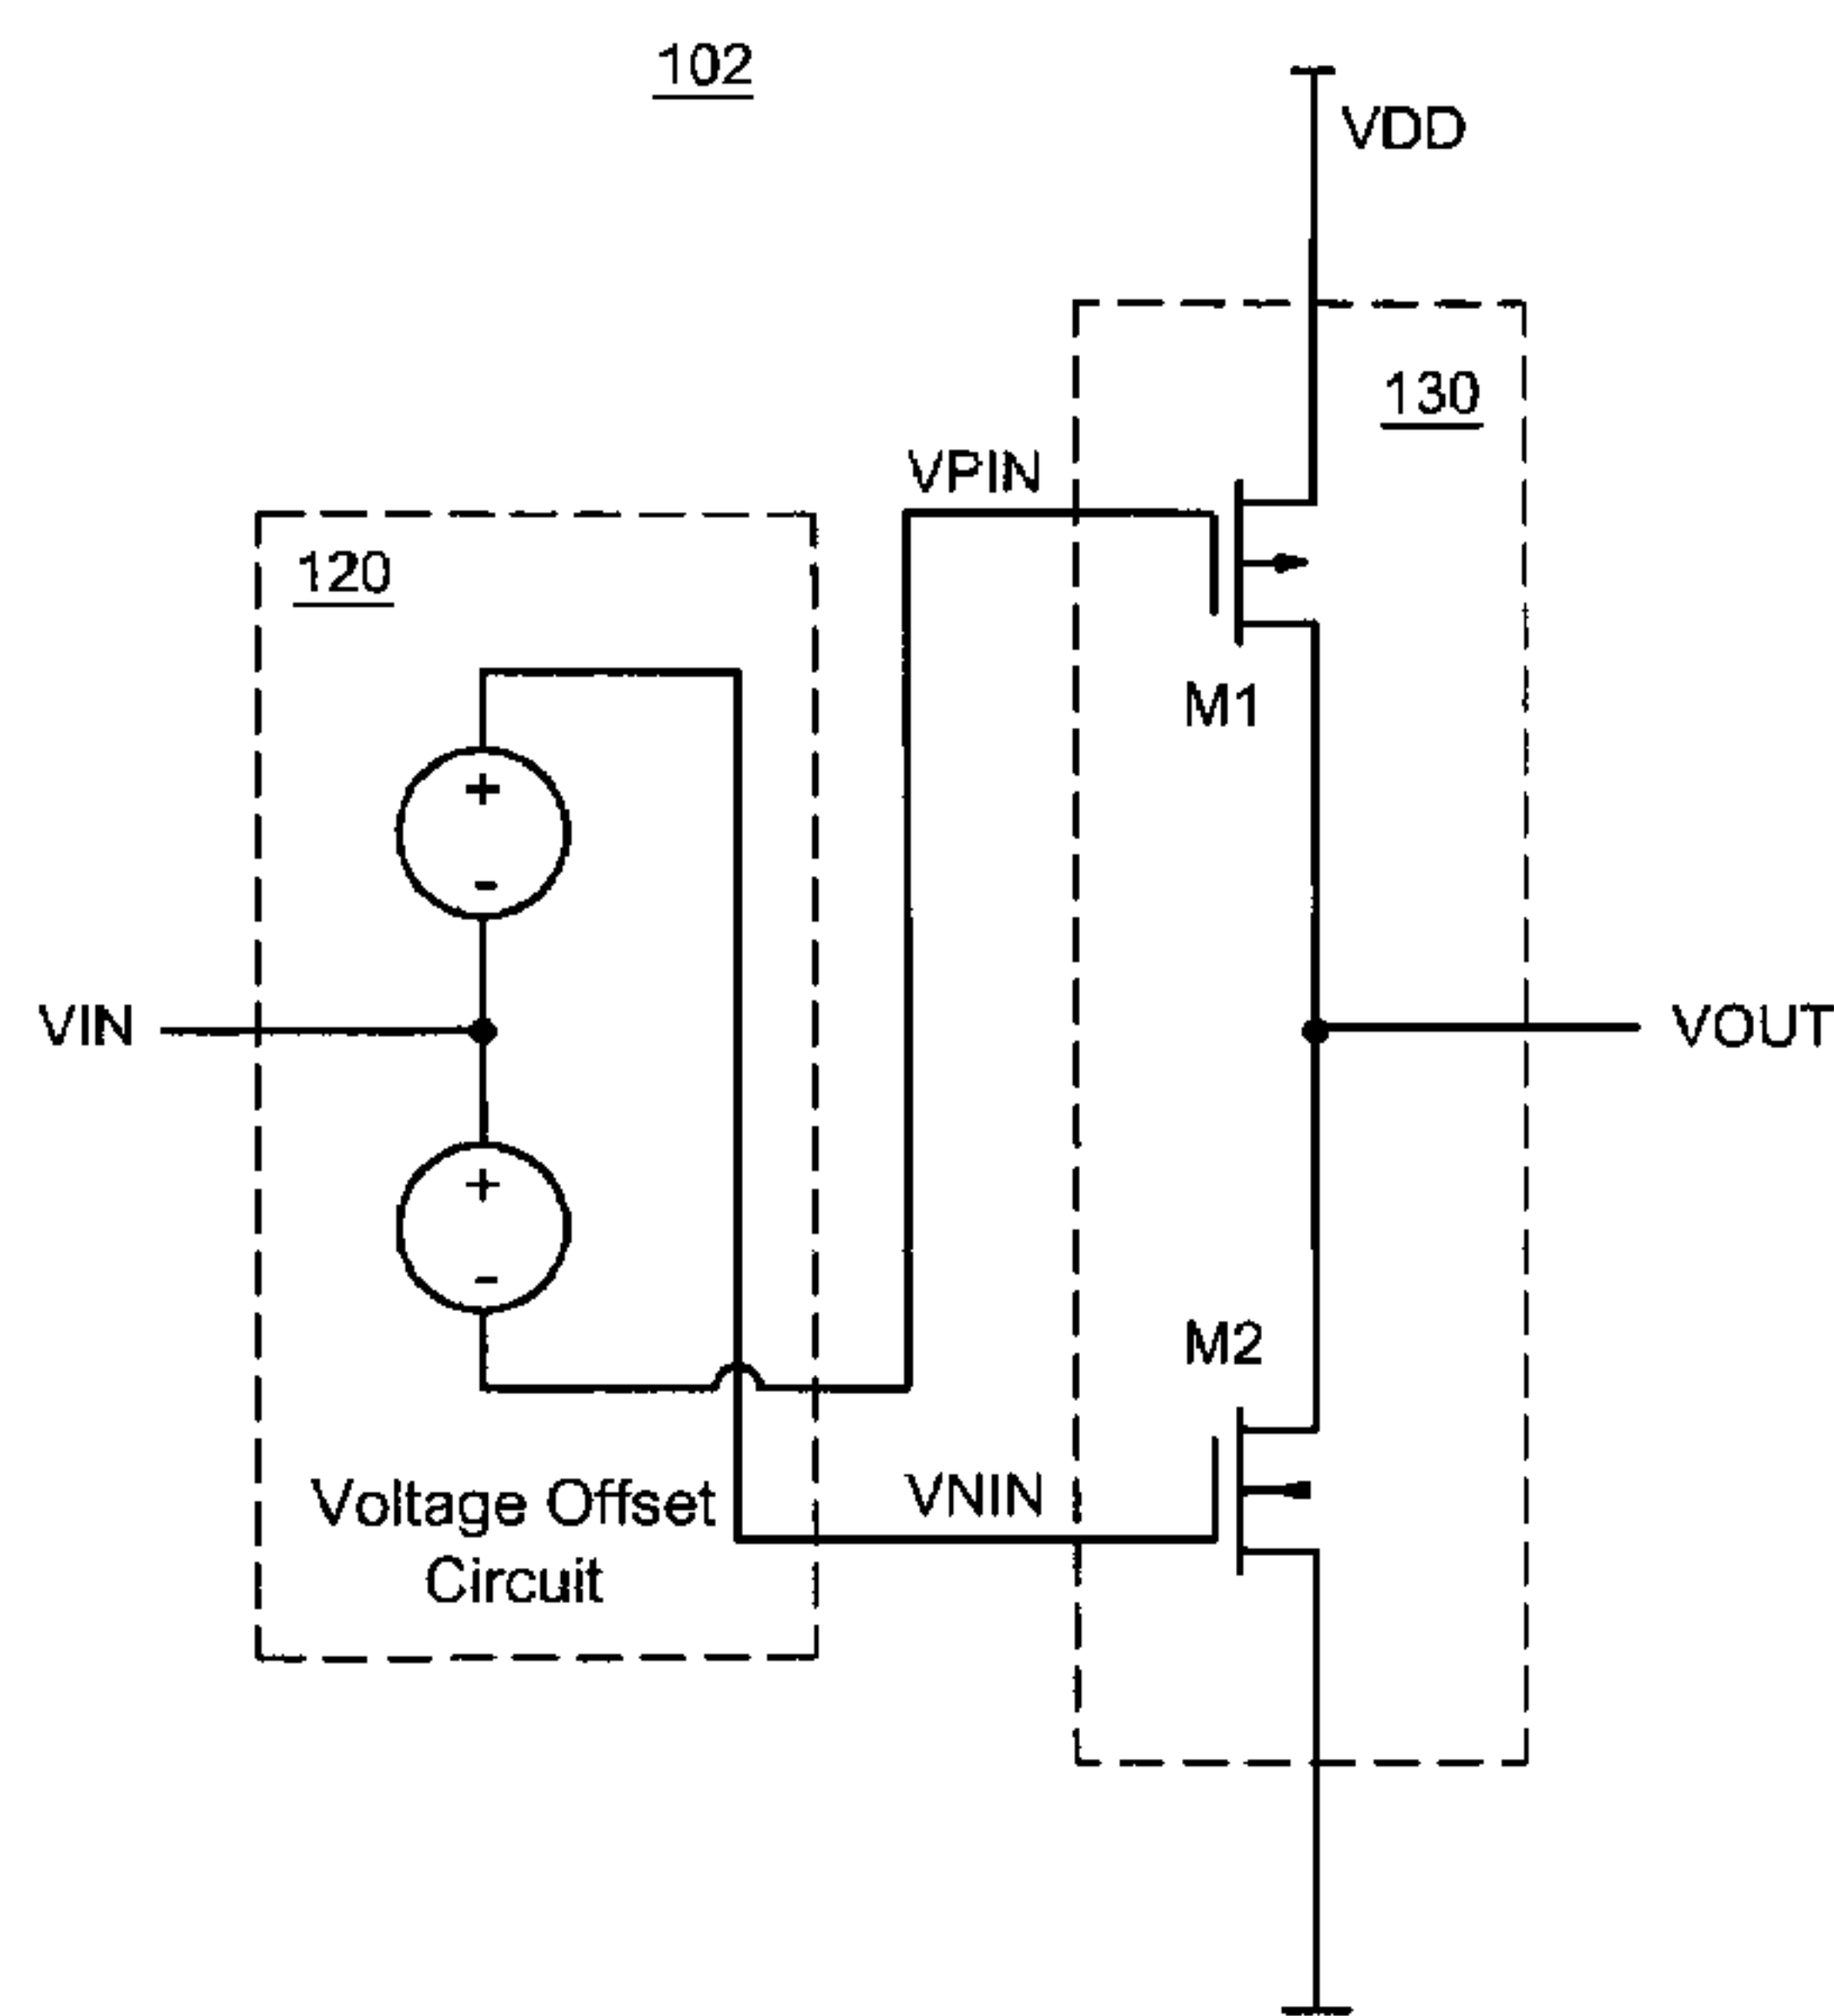 102
VDD
130
VPIN
120
M1
+
-
VIN
VOUT
+
-
M2
VNIN
Voltage Offset
Circuit